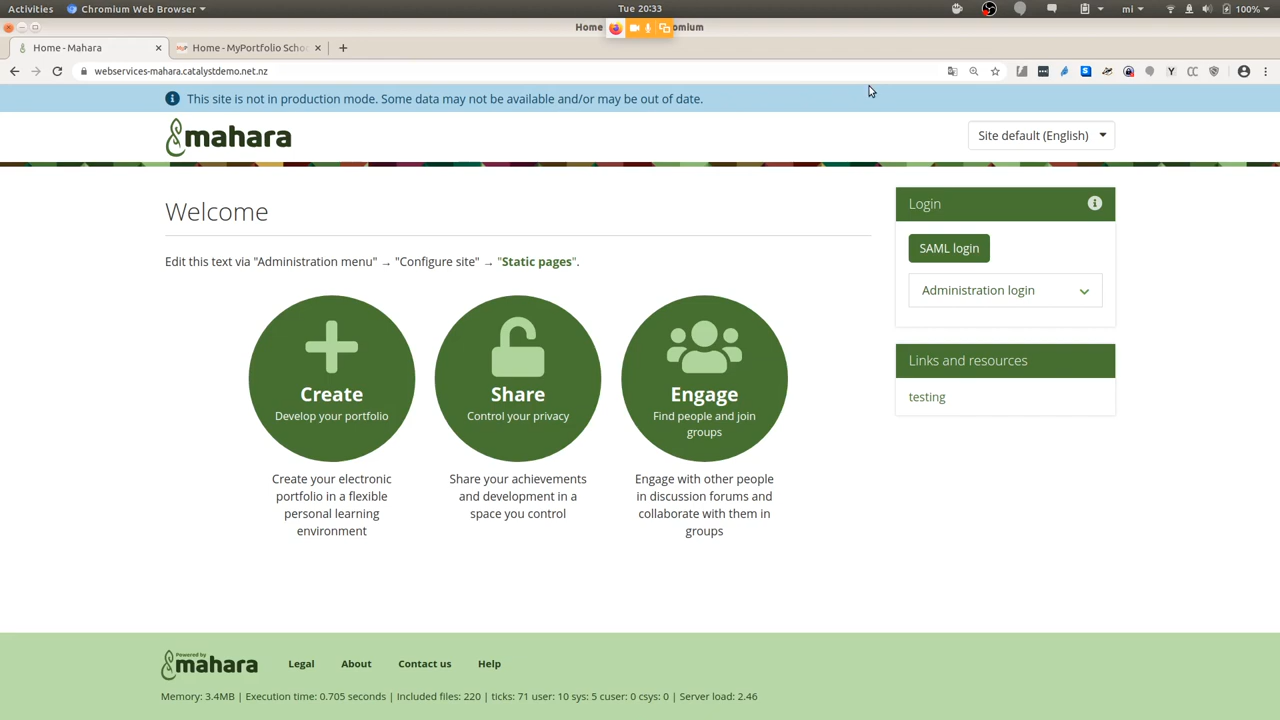 Activities
Chromium Web Browser
Tue 20:33
mi
100%
Home
omium
Home - Mahara
Home - MyPortfolio Schoo
webservices-mahara.catalystdemo.net.nz
This site is not in production mode. Some data may not be available and/or may be out of date.
mahara
Site default (English)
Welcome
Edit this text via "Administration menu" → "Configure site" → "Static pages".
Create
Develop your portfolio
Create your electronic
portfolio in a flexible
personal learning
environment
Share
Control your privacy
Share your achievements
and development in a
space you control
Engage
Find people and join
groups
Engage with other people
in discussion forums and
collaborate with them in
groups
Login
SAML login
Administration login
Links and resources
testing
Powered by
mahara
Legal
About
Contact us
Help
Memory: 3.4MB | Execution time: 0.705 seconds | Included files: 220 | ticks: 71 user: 10 sys: 5 cuser: 0 csys: 0 | Server load: 2.46